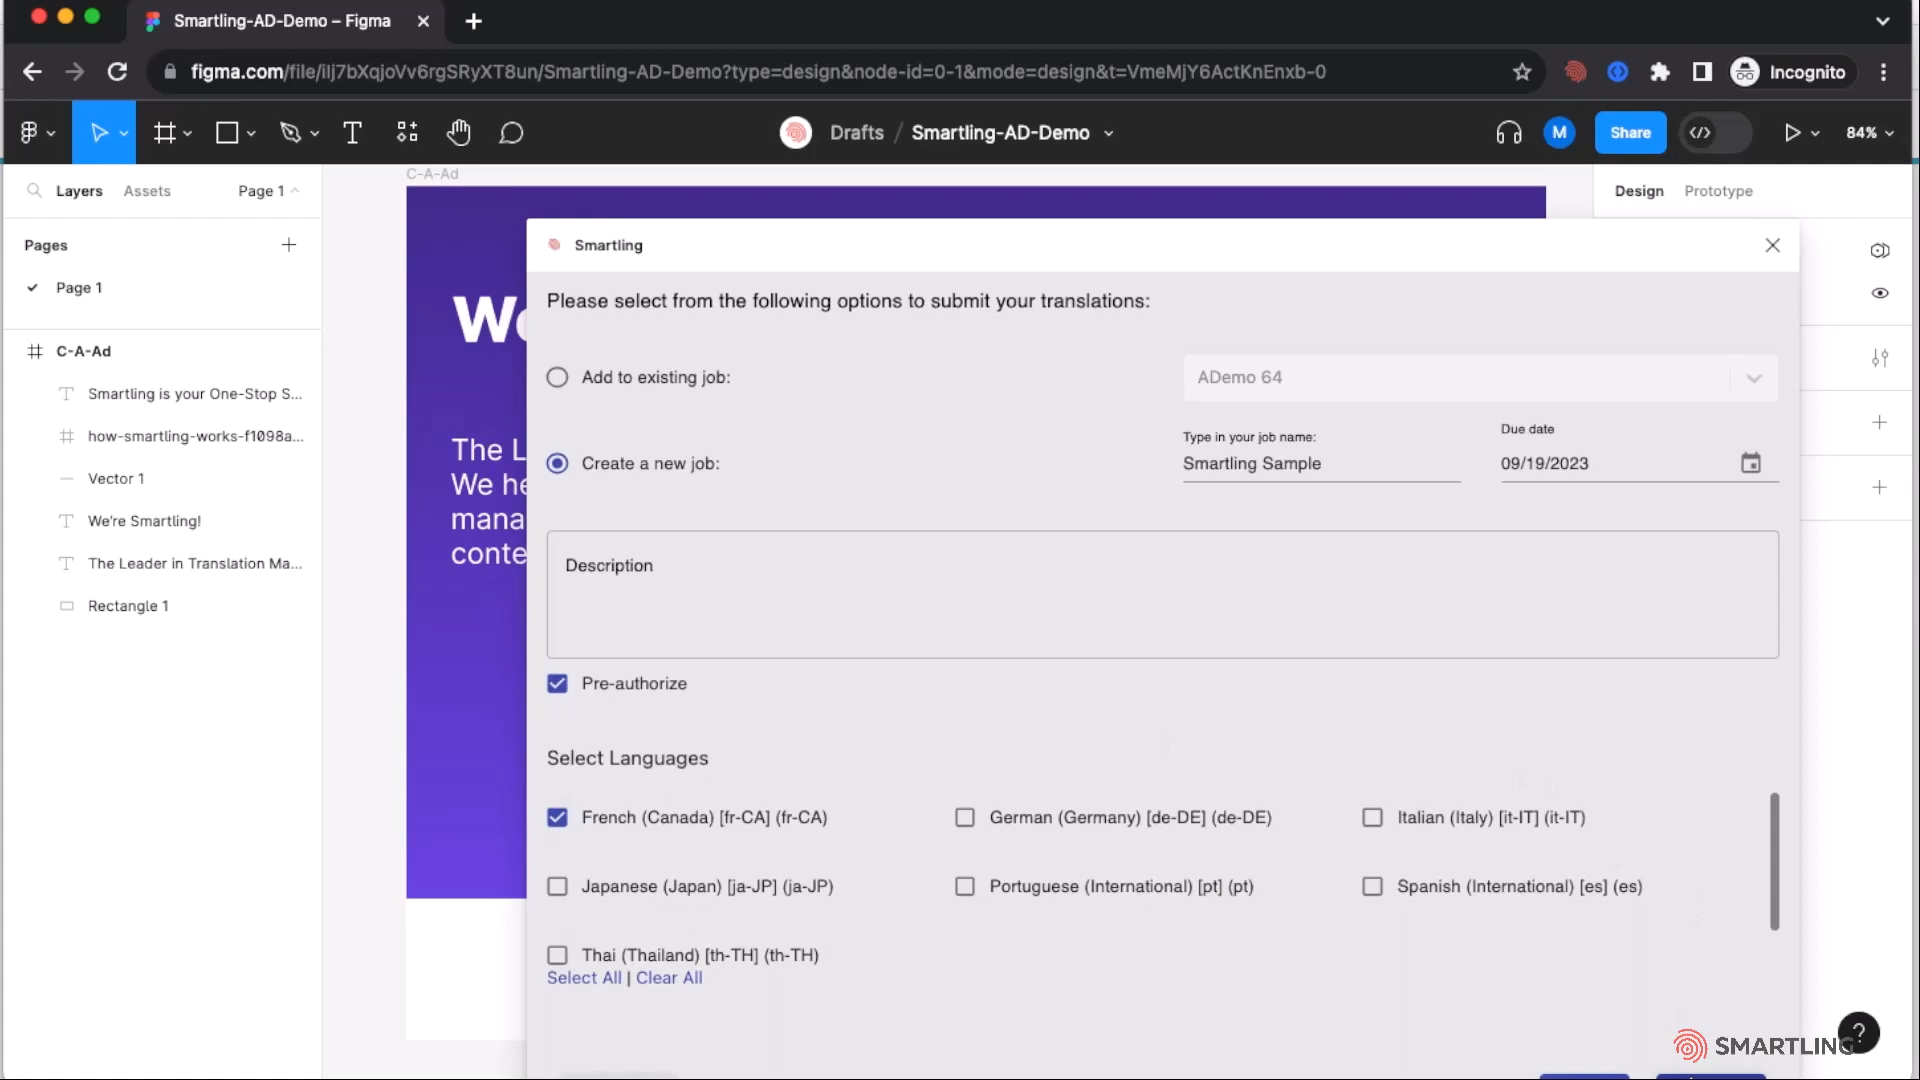 Smartling-AD-Demo – Figma
figma.com/file/ilj7bXqjoVv6rgSRyXT8un/Smartling-AD-Demo?type=design&node-id=0-1&mode=design&t=VmeMjY6ActKnEnxb-0
Incognito
Drafts / Smartling-AD-Demo
M
Share
84%
Layers
Assets
Page 1
C-A-Ad
Design
Prototype
Pages
Page 1
C-A-Ad
Smartling is your One-Stop S...
how-smartling-works-f1098a...
Vector 1
We're Smartling!
The Leader in Translation Ma...
Rectangle 1
We
The L
We he
mana
conte
Smartling
Please select from the following options to submit your translations:
Add to existing job:
ADemo 64
Create a new job:
Type in your job name:
Smartling Sample
Due date
09/19/2023
Description
Pre-authorize
Select Languages
French (Canada) [fr-CA] (fr-CA)
German (Germany) [de-DE] (de-DE)
Italian (Italy) [it-IT] (it-IT)
Japanese (Japan) [ja-JP] (ja-JP)
Portuguese (International) [pt] (pt)
Spanish (International) [es] (es)
Thai (Thailand) [th-TH] (th-TH)
Select All | Clear All
SMARTLING
?